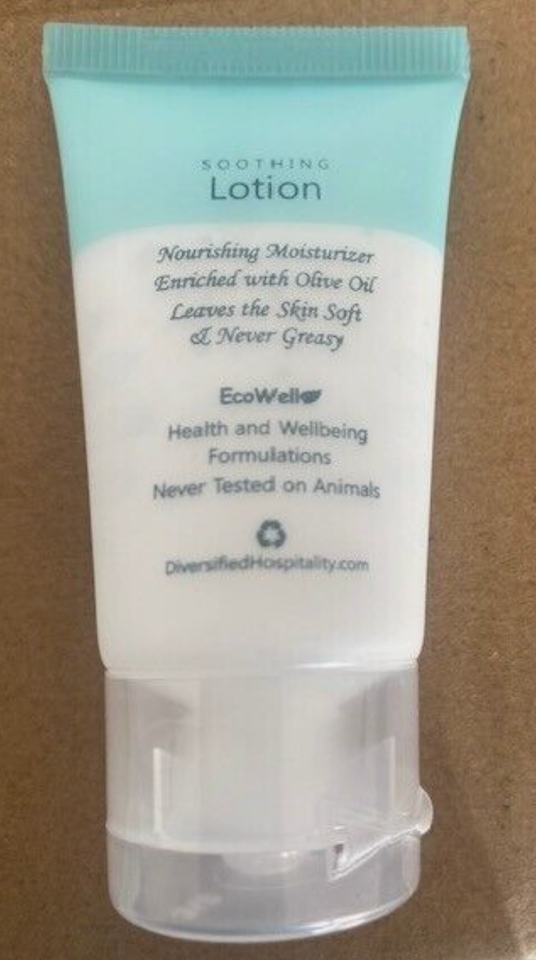 SOOTHING
Lotion
Nourishing Moisturizer
Enriched with Olive Oil
Leaves the Skin Soft
& Never Greasy
EcoWell
Health and Wellbeing
Formulations
Never Tested on Animals
DiversifiedHospitality.com